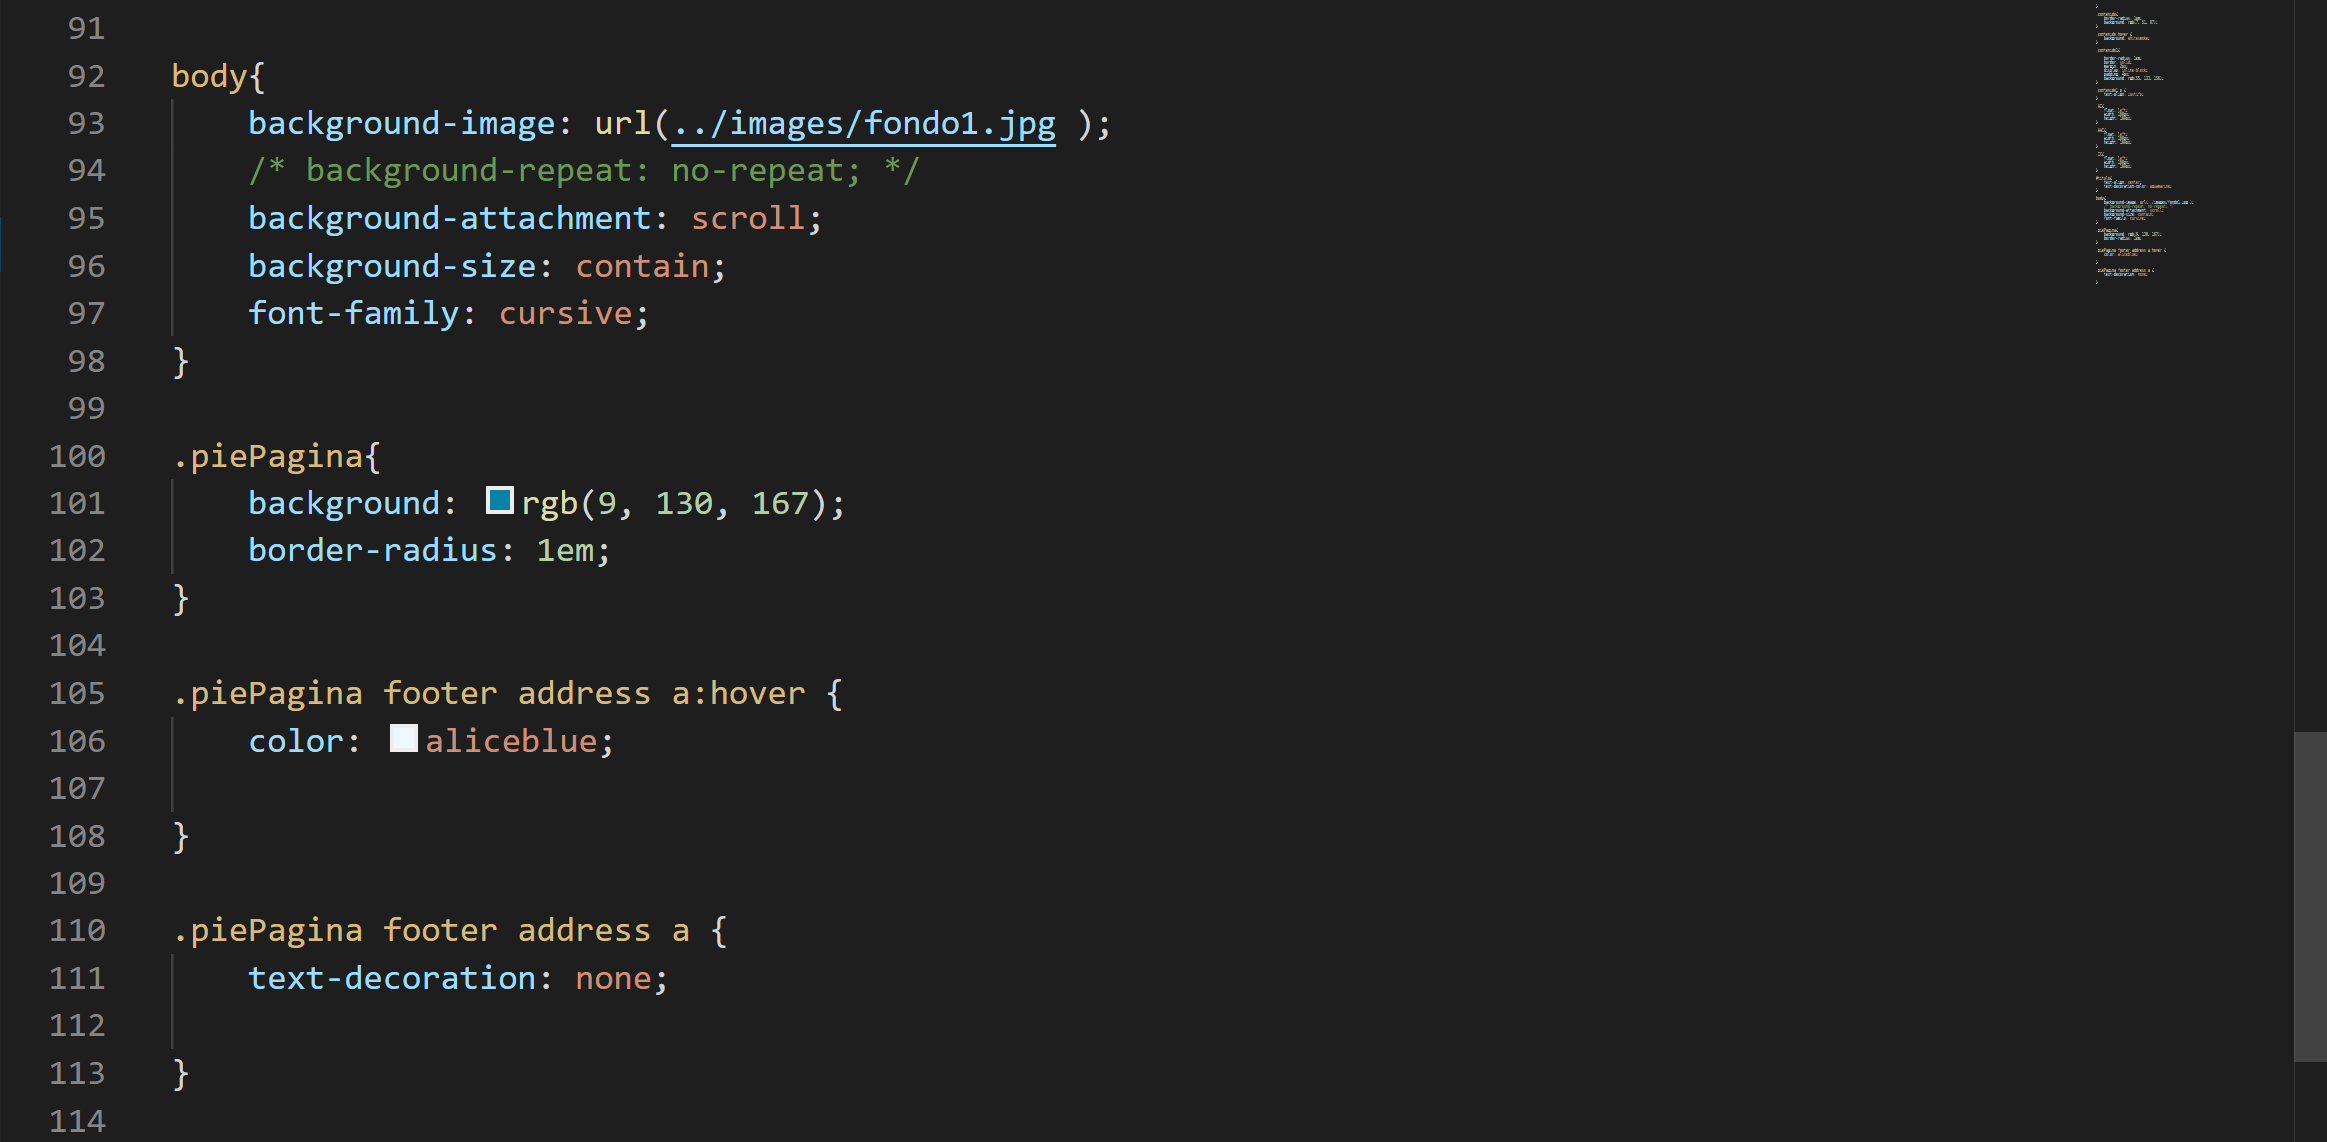 91
92 body{
93 background-image: url(../images/fondo1.jpg );
94 /* background-repeat: no-repeat; */
95 background-attachment: scroll;
96 background-size: contain;
97 font-family: cursive;
98 }
99
100 .piePagina{
101 background: rgb(9, 130, 167);
102 border-radius: 1em;
103 }
104
105 .piePagina footer address a:hover {
106 color: aliceblue;
107
108 }
109
110 .piePagina footer address a {
111 text-decoration: none;
112
113 }
114